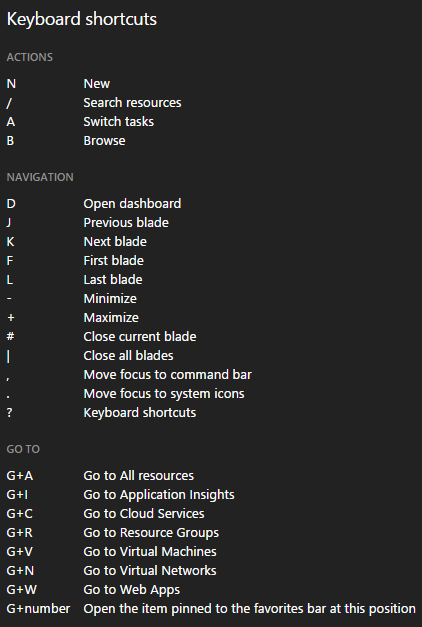 Keyboard shortcuts
ACTIONS
N New
/ Search resources
A Switch tasks
B Browse
NAVIGATION
D Open dashboard
J Previous blade
K Next blade
F First blade
L Last blade
- Minimize
+ Maximize
# Close current blade
| Close all blades
, Move focus to command bar
. Move focus to system icons
? Keyboard shortcuts
GO TO
G+A Go to All resources
G+I Go to Application Insights
G+C Go to Cloud Services
G+R Go to Resource Groups
G+V Go to Virtual Machines
G+N Go to Virtual Networks
G+W Go to Web Apps
G+number Open the item pinned to the favorites bar at this position